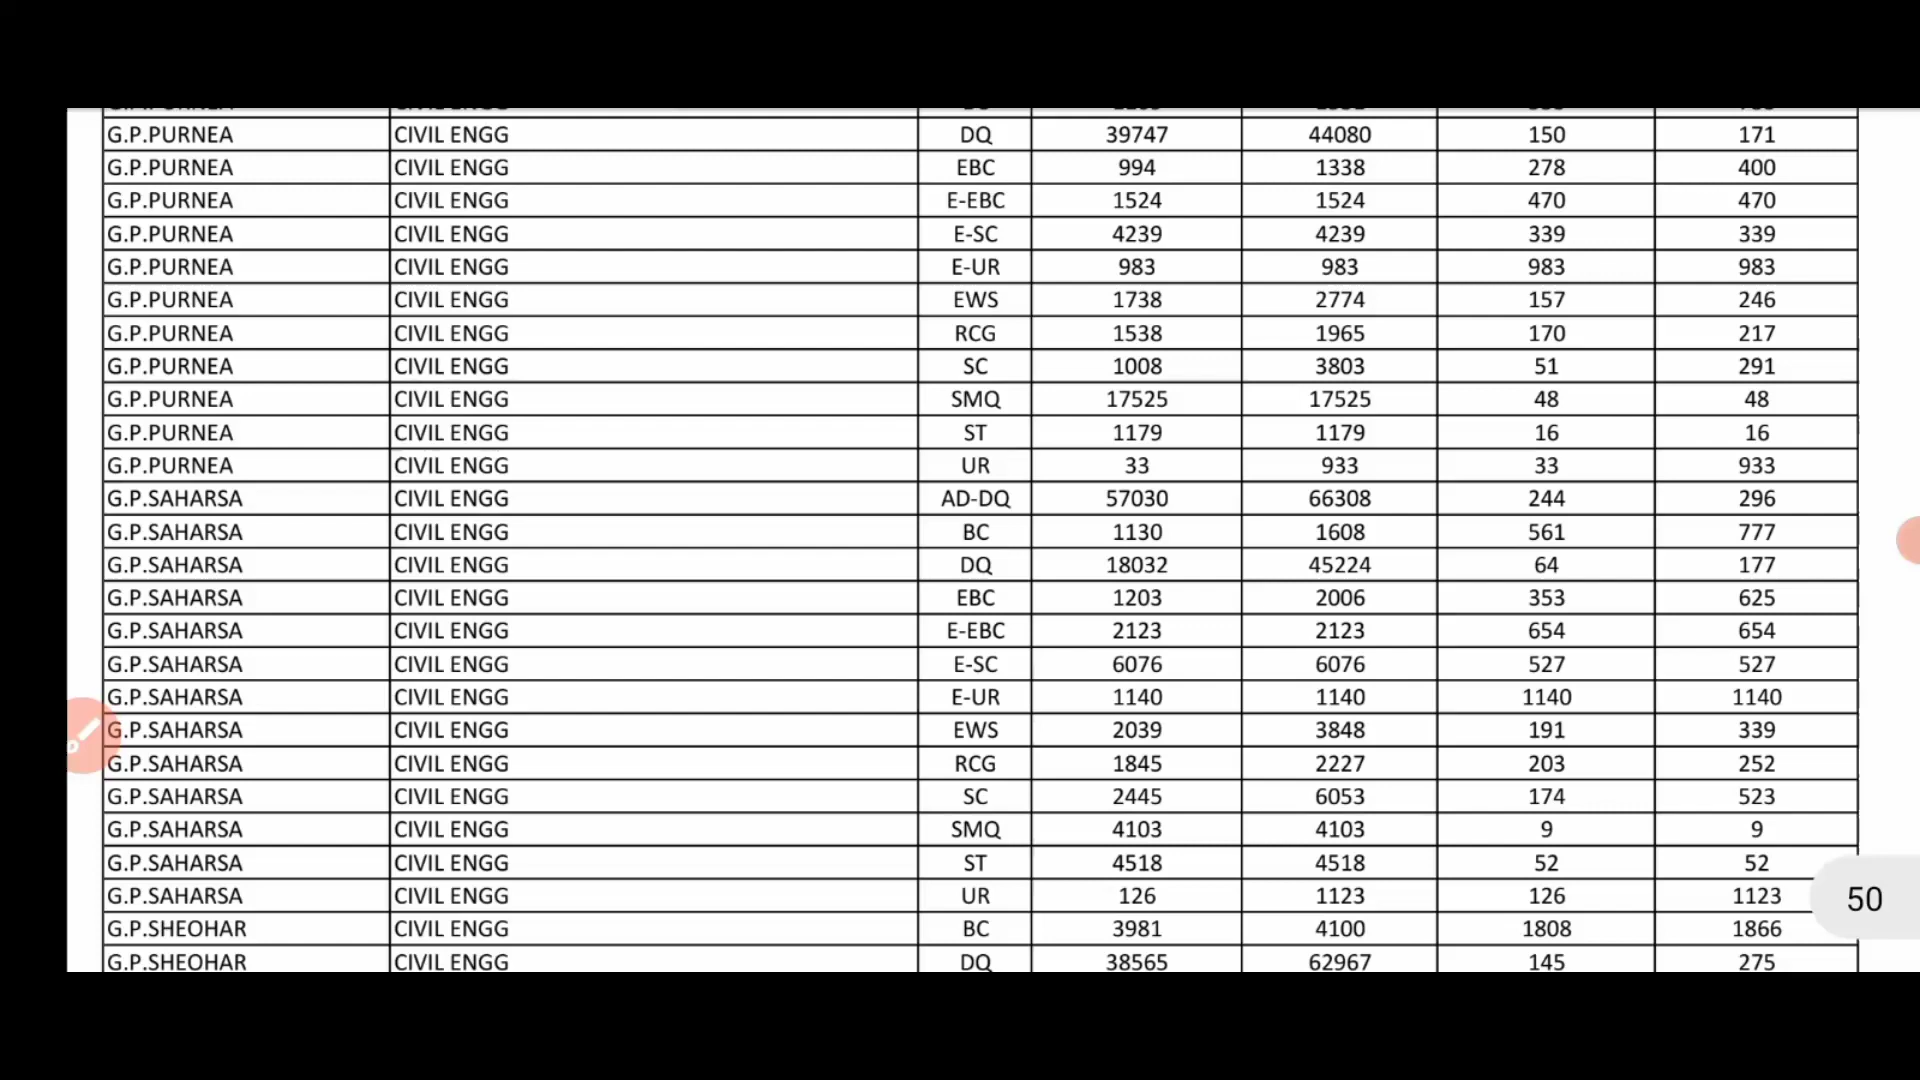 G.P.PURNEA CIVIL ENGG DQ 39747 44080 150 171
G.P.PURNEA CIVIL ENGG EBC 994 1338 278 400
G.P.PURNEA CIVIL ENGG E-EBC 1524 1524 470 470
G.P.PURNEA CIVIL ENGG E-SC 4239 4239 339 339
G.P.PURNEA CIVIL ENGG E-UR 983 983 983 983
G.P.PURNEA CIVIL ENGG EWS 1738 2774 157 246
G.P.PURNEA CIVIL ENGG RCG 1538 1965 170 217
G.P.PURNEA CIVIL ENGG SC 1008 3803 51 291
G.P.PURNEA CIVIL ENGG SMQ 17525 17525 48 48
G.P.PURNEA CIVIL ENGG ST 1179 1179 16 16
G.P.PURNEA CIVIL ENGG UR 33 933 33 933
G.P.SAHARSA CIVIL ENGG AD-DQ 57030 66308 244 296
G.P.SAHARSA CIVIL ENGG BC 1130 1608 561 777
G.P.SAHARSA CIVIL ENGG DQ 18032 45224 64 177
G.P.SAHARSA CIVIL ENGG EBC 1203 2006 353 625
G.P.SAHARSA CIVIL ENGG E-EBC 2123 2123 654 654
G.P.SAHARSA CIVIL ENGG E-SC 6076 6076 527 527
G.P.SAHARSA CIVIL ENGG E-UR 1140 1140 1140 1140
G.P.SAHARSA CIVIL ENGG EWS 2039 3848 191 339
G.P.SAHARSA CIVIL ENGG RCG 1845 2227 203 252
G.P.SAHARSA CIVIL ENGG SC 2445 6053 174 523
G.P.SAHARSA CIVIL ENGG SMQ 4103 4103 9 9
G.P.SAHARSA CIVIL ENGG ST 4518 4518 52 52
G.P.SAHARSA CIVIL ENGG UR 126 1123 126 1123
50
G.P.SHEOHAR CIVIL ENGG BC 3981 4100 1808 1866
G.P.SHEOHAR CIVIL ENGG DQ 38565 62967 145 275